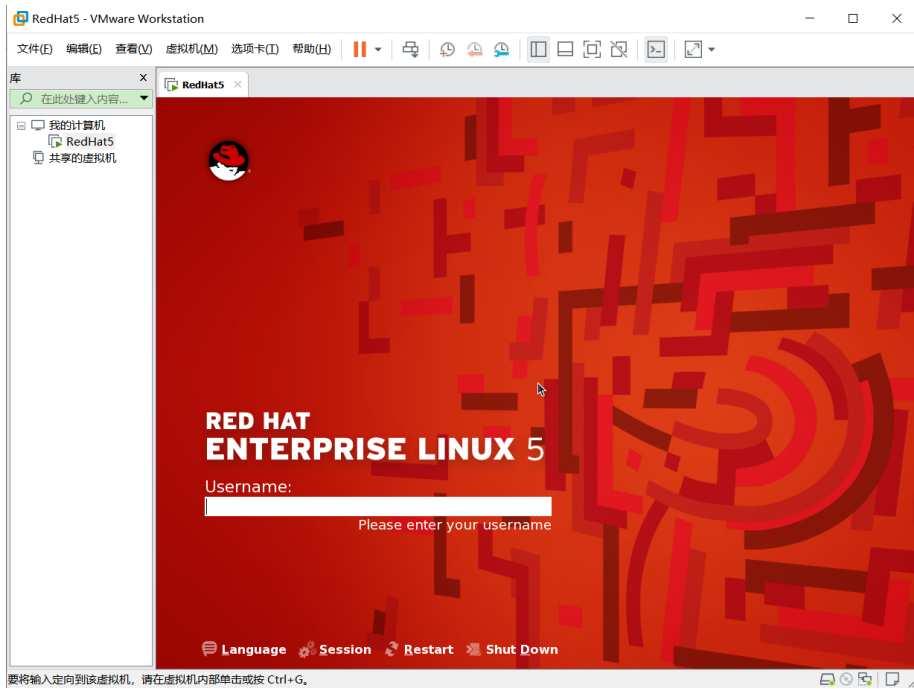 RedHat5 - VMware Workstation
文件(F) 编辑(E) 查看(V) 虚拟机(M) 选项卡(T) 帮助(H)
库
RedHat5
在此处键入内容...
我的计算机
RedHat5
共享的虚拟机
RED HAT
ENTERPRISE LINUX 5
Username:
Please enter your username
Language Session Restart Shut Down
要将输入定向到该虚拟机，请在虚拟机内部单击或按 Ctrl+G。